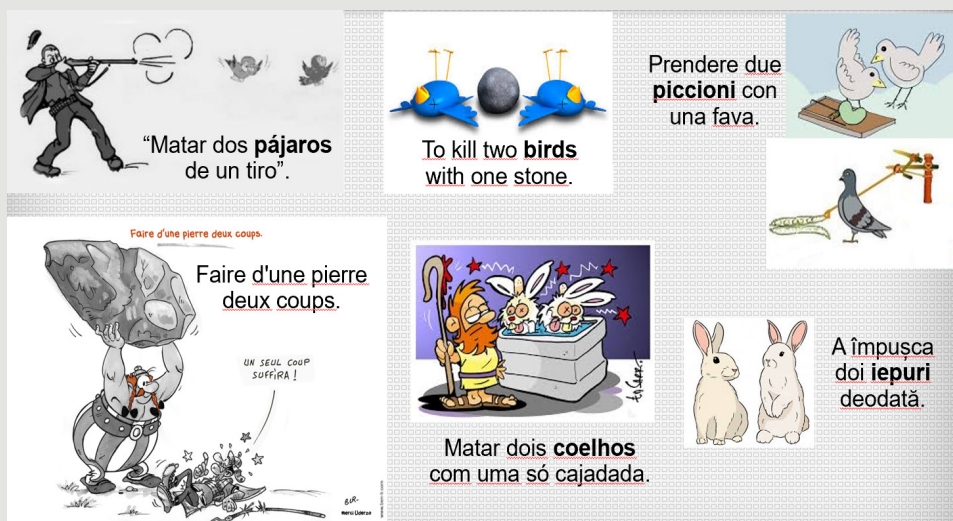 “Matar dos pájaros
de un tiro”.
To kill two birds
with one stone.
Prendere due
piccioni con
una fava.
Faire d'une pierre deux coups.
Faire d'une pierre
deux coups.
UN SEUL COUP
SUFFIRA !
Matar dois coelhos
com uma só cajadada.
A împușca
doi iepuri
deodată.
merci Uderzo